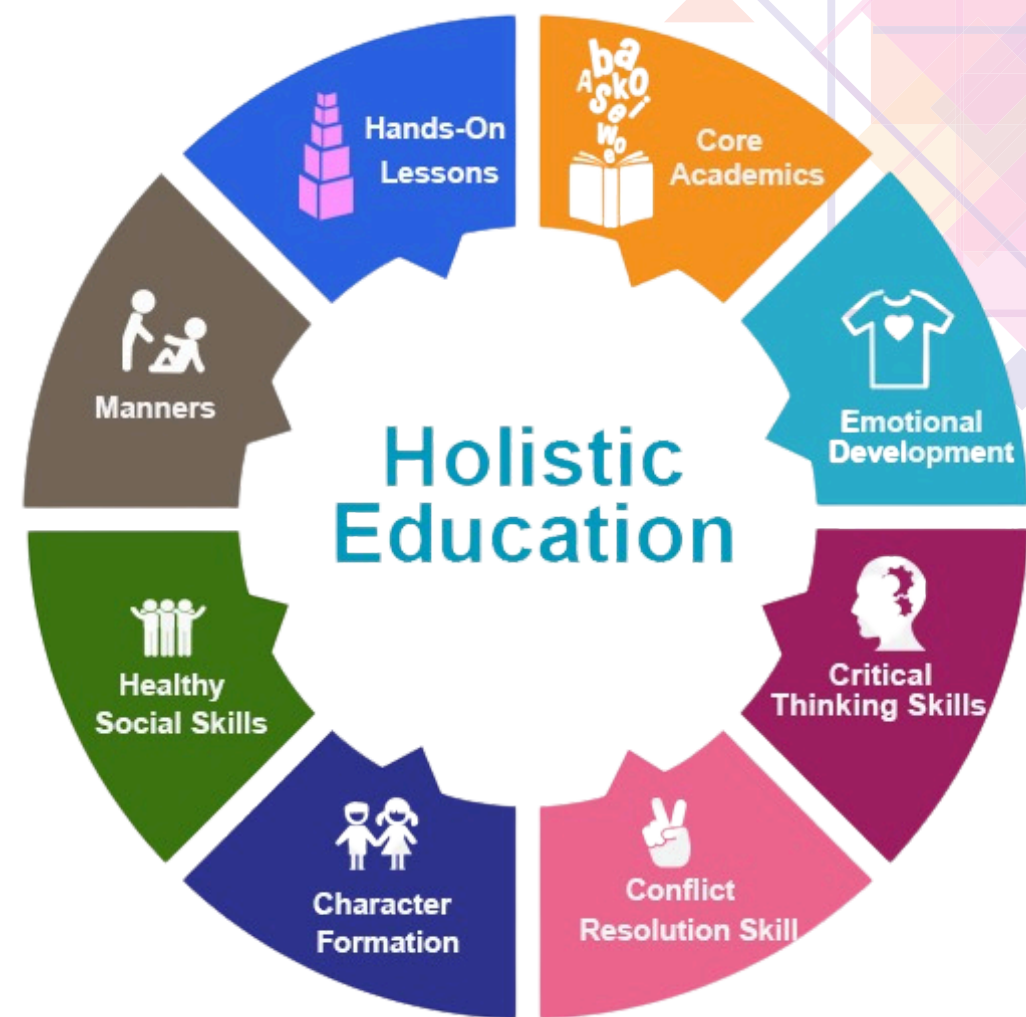 Holistic
Education
Core
Academics
Emotional
Development
Critical
Thinking Skills
Conflict
Resolution Skill
Character
Formation
Healthy
Social Skills
Manners
Hands-On
Lessons